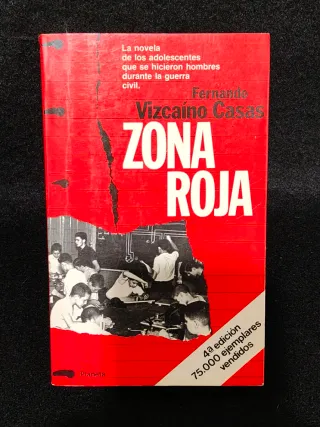 La novela
de los adolescentes
que se hicieron hombres
durante la guerra
civil.
Fernando
Vizcaíno Casas
ZONA
ROJA
4ª edición
75.000 ejemplares
vendidos
Planeta